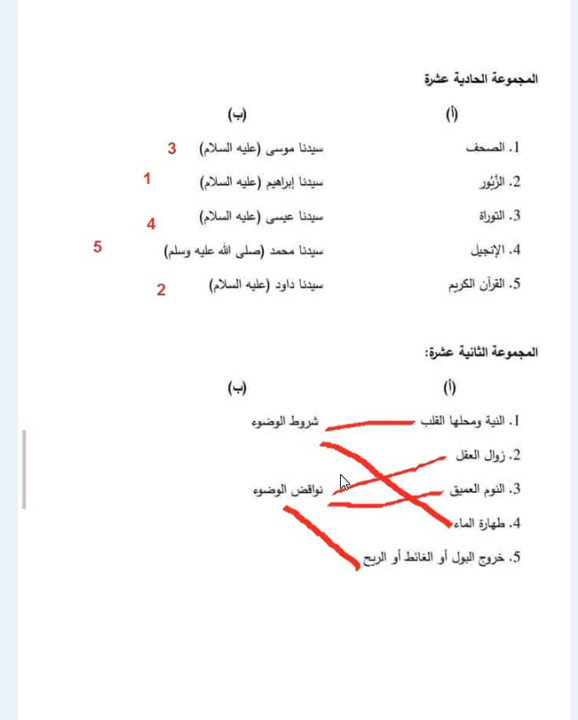 المجموعة الحادية عشرة
(أ) (ب)
1. الصحف سيدنا موسى (عليه السلام) 3
2. الزَّبُور سيدنا إبراهيم (عليه السلام) 1
3. التوراة سيدنا عيسى (عليه السلام) 4
4. الإنجيل سيدنا محمد (صلى الله عليه وسلم) 5
5. القرآن الكريم سيدنا داود (عليه السلام) 2
المجموعة الثانية عشرة:
(أ) (ب)
1. النية ومحلها القلب شروط الوضوء
2. زوال العقل
3. النوم العميق نواقض الوضوء
4. طهارة الماء
5. خروج البول أو الغائط أو الريح